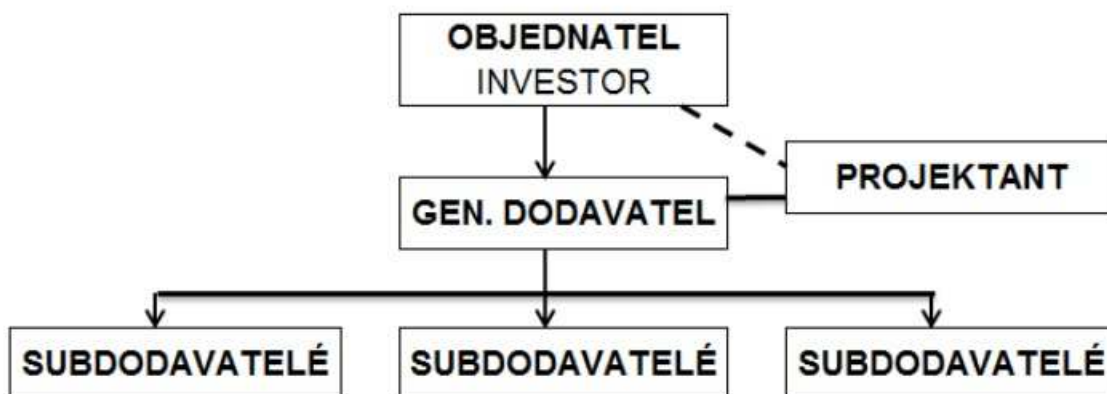 OBJEDNATEL
INVESTOR
PROJEKTANT
GEN. DODAVATEL
SUBDODAVATELÉ
SUBDODAVATELÉ
SUBDODAVATELÉ